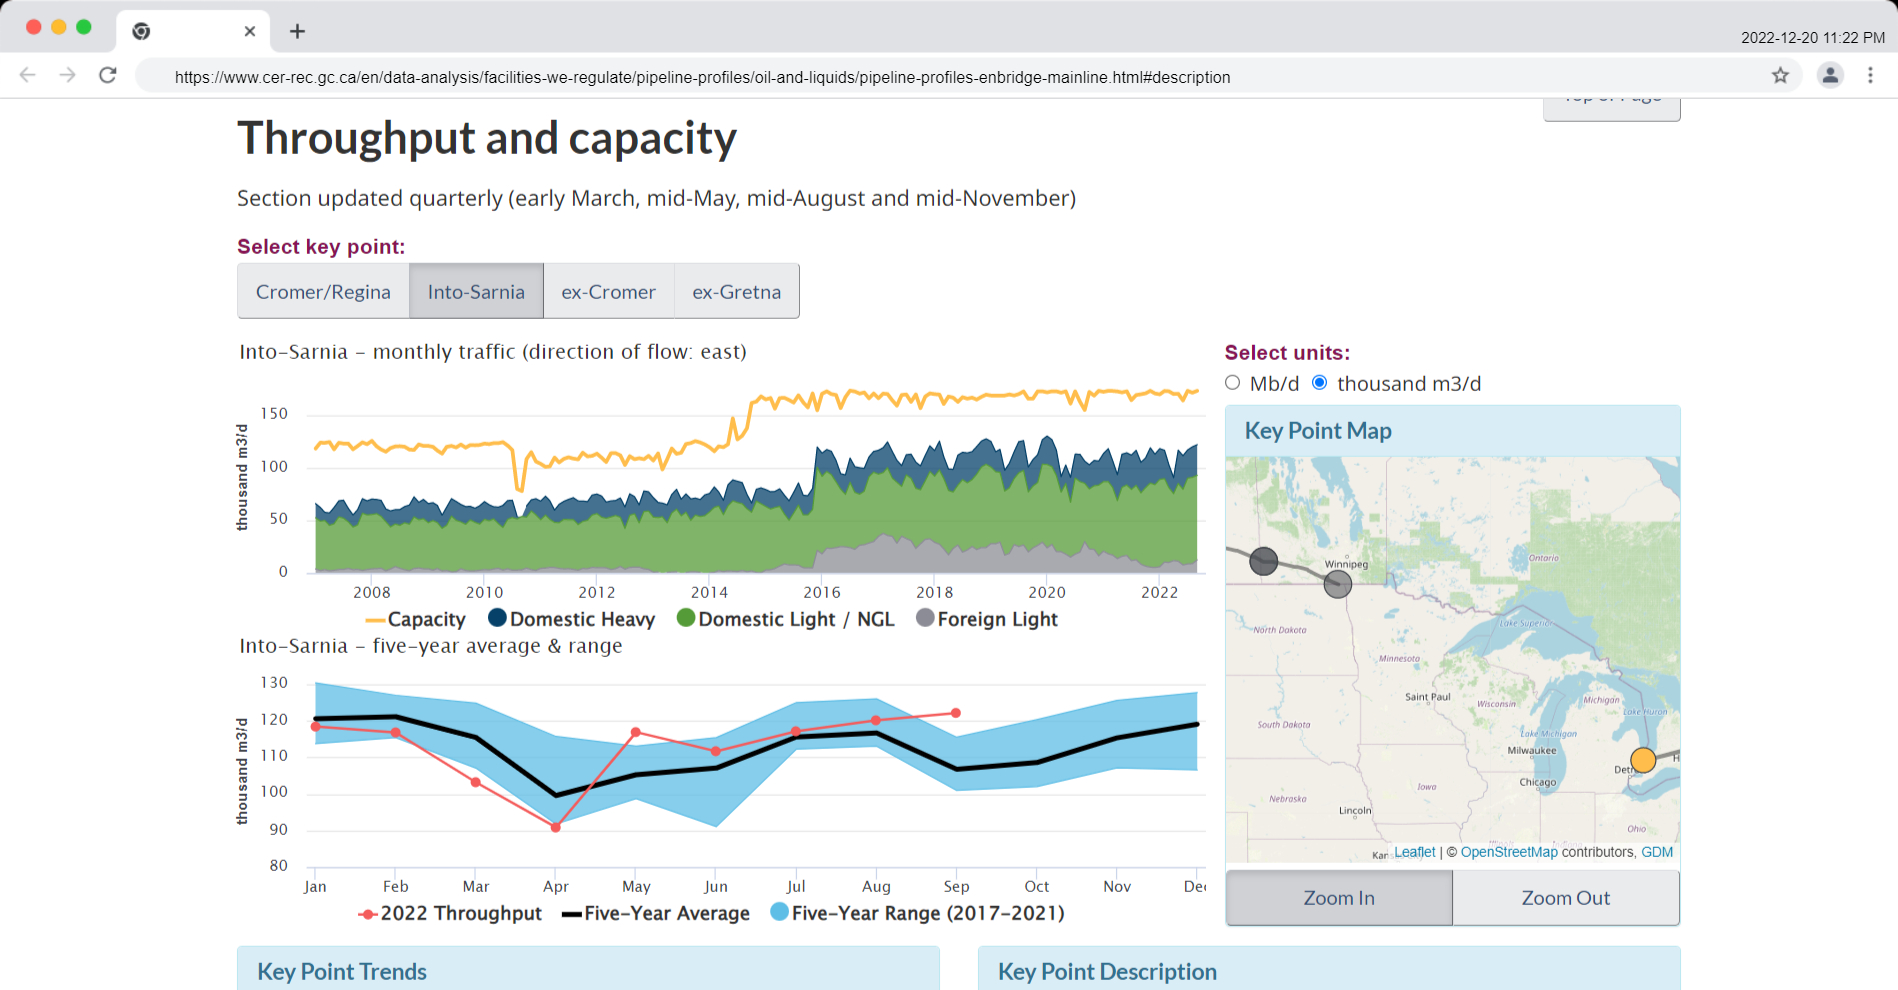 2022-12-20 11:22 PM
https://www.cer-rec.gc.ca/en/data-analysis/facilities-we-regulate/pipeline-profiles/oil-and-liquids/pipeline-profiles-enbridge-mainline.html#description
Top of Page
Throughput and capacity
Section updated quarterly (early March, mid-May, mid-August and mid-November)
Select key point:
Cromer/Regina Into-Sarnia ex-Cromer ex-Gretna
Into-Sarnia - monthly traffic (direction of flow: east)
thousand m3/d
150
100
50
0
2008 2010 2012 2014 2016 2018 2020 2022
Capacity Domestic Heavy Domestic Light / NGL Foreign Light
Into-Sarnia - five-year average & range
thousand m3/d
130
120
110
100
90
80
Jan Feb Mar Apr May Jun Jul Aug Sep Oct Nov Dec
2022 Throughput Five-Year Average Five-Year Range (2017-2021)
Select units:
Mb/d thousand m3/d
Key Point Map
Ontario
Winnipeg
Lake Superior
North Dakota
Minnesota
Saint Paul
Wisconsin
Michigan
Lake Huron
South Dakota
Lake Michigan
Milwaukee
Detr
H
Chicago
Iowa
Nebraska
Lincoln
Ohio
Kan
Leaflet | © OpenStreetMap contributors, GDM
Zoom In Zoom Out
Key Point Trends
Key Point Description